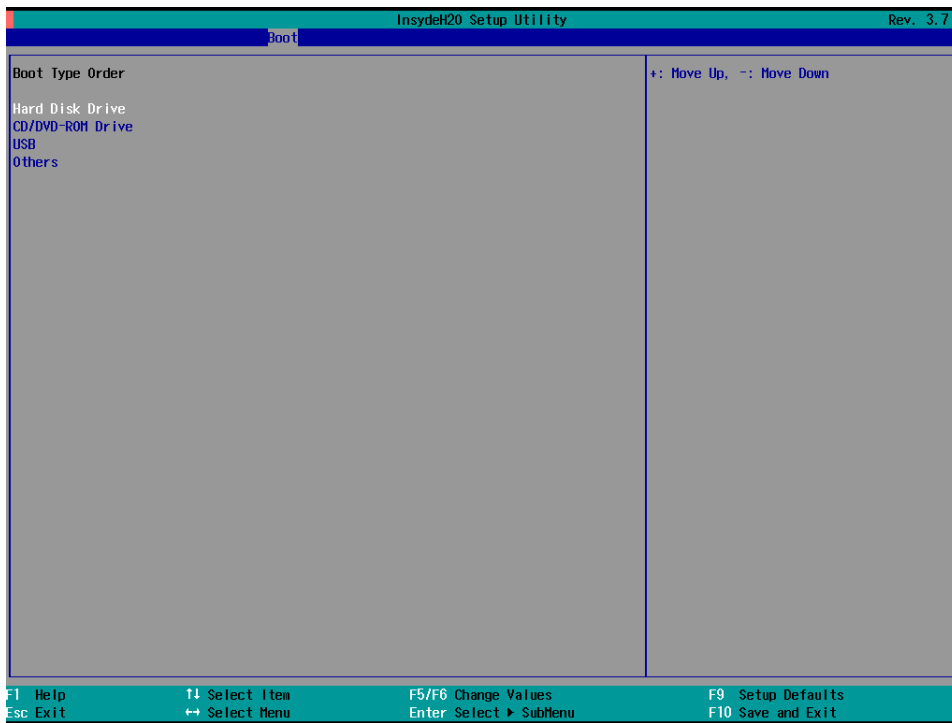 InsydeH20 Setup Utility Rev. 3.7
Boot
Boot Type Order
+: Move Up, -: Move Down
Hard Disk Drive
CD/DVD-ROM Drive
USB
Others
F1 Help ↑↓ Select Item F5/F6 Change Values F9 Setup Defaults
Esc Exit ↔ Select Menu Enter Select ► SubMenu F10 Save and Exit